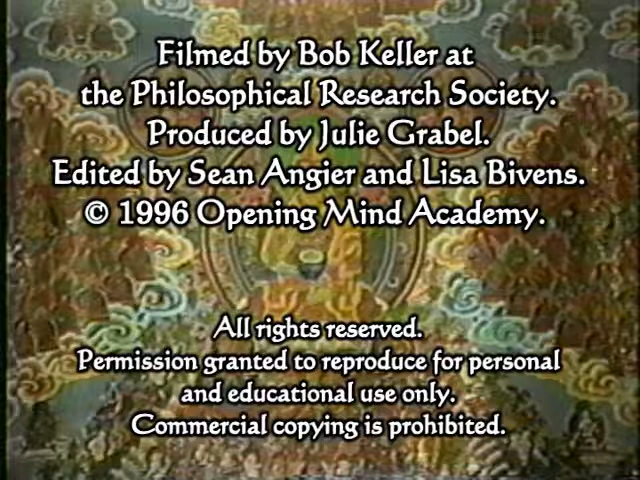 Filmed by Bob Keller at
the Philosophical Research Society.
Produced by Julie Grabel.
Edited by Sean Angier and Lisa Bivens.
© 1996 Opening Mind Academy.
All rights reserved.
Permission granted to reproduce for personal
and educational use only.
Commercial copying is prohibited.